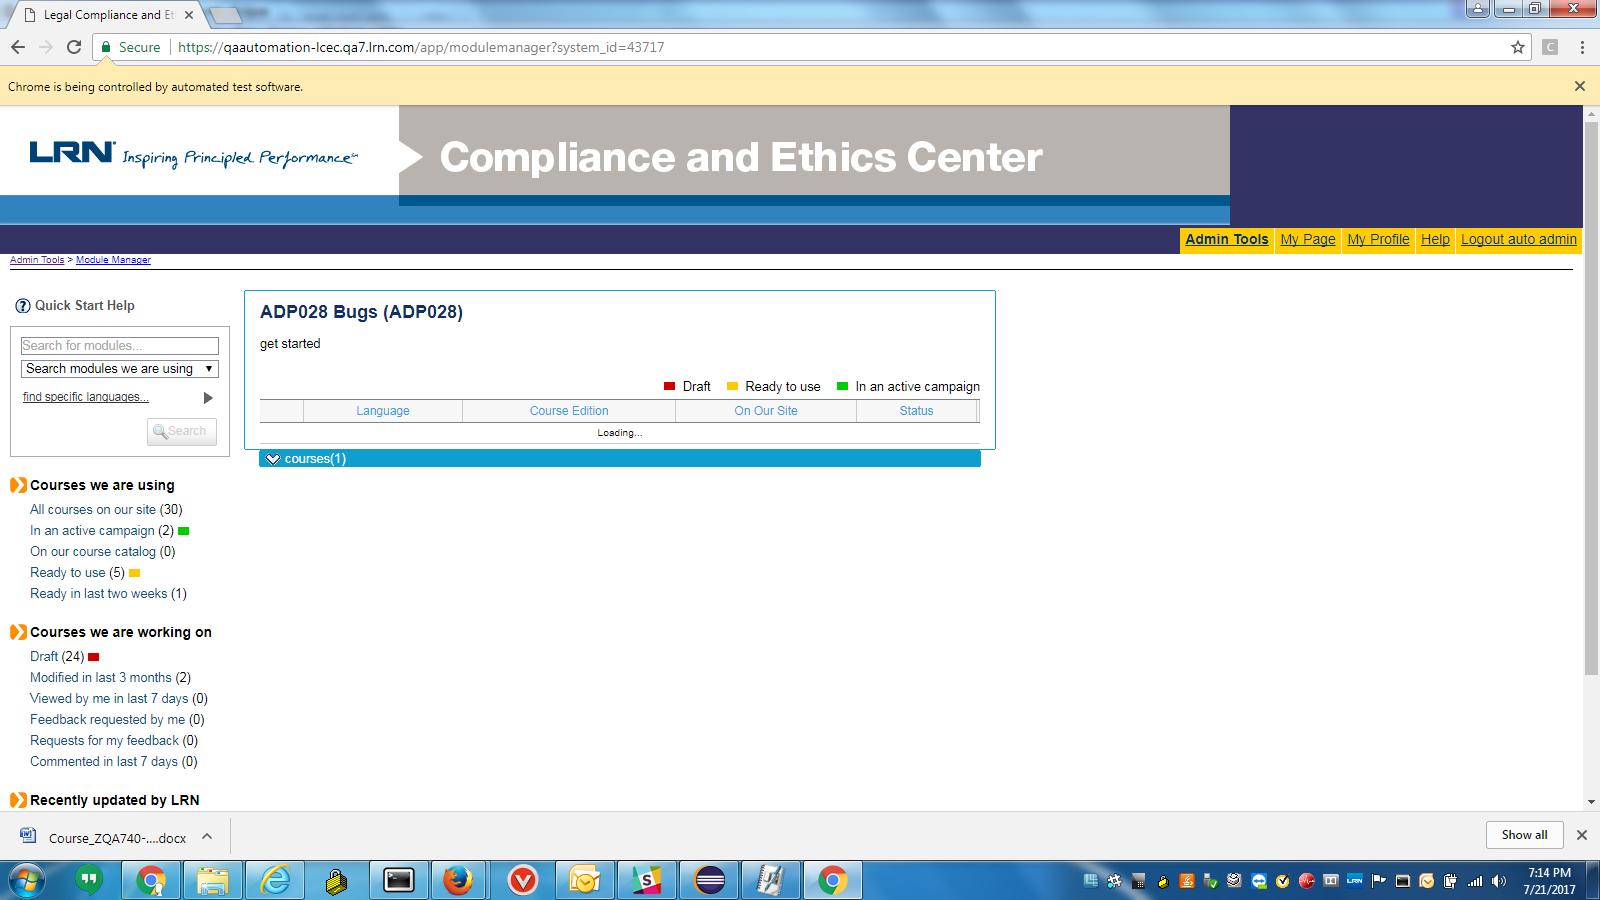 Legal Compliance and Et
Secure
https://qaautomation-lcec.qa7.lrn.com/app/modulemanager?system_id=43717
Chrome is being controlled by automated test software.
LRN Inspiring Principled Performance
Compliance and Ethics Center
Admin Tools My Page My Profile Help Logout auto admin
Admin Tools > Module Manager
Quick Start Help
Search for modules...
Search modules we are using
find specific languages...
Search
Courses we are using
All courses on our site (30)
In an active campaign (2)
On our course catalog (0)
Ready to use (5)
Ready in last two weeks (1)
Courses we are working on
Draft (24)
Modified in last 3 months (2)
Viewed by me in last 7 days (0)
Feedback requested by me (0)
Requests for my feedback (0)
Commented in last 7 days (0)
Recently updated by LRN
ADP028 Bugs (ADP028)
get started
Draft Ready to use In an active campaign
Language Course Edition On Our Site Status
Loading...
courses(1)
Course_ZQA740-....docx
Show all
7:14 PM
7/21/2017